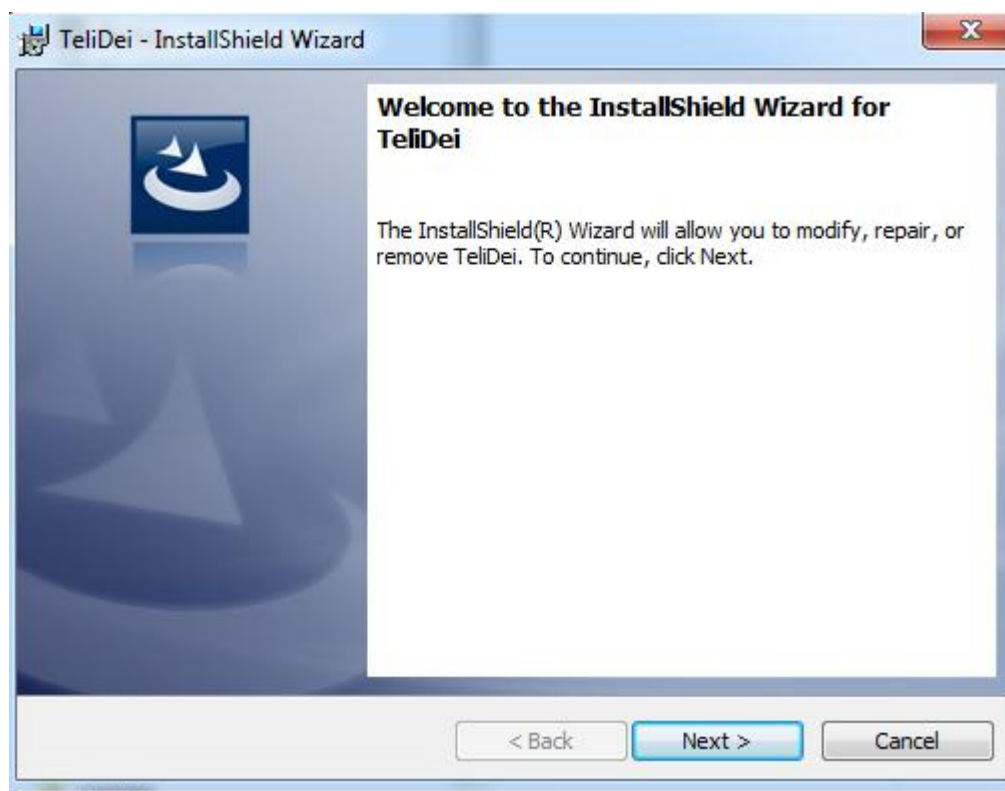 TeliDei - InstallShield Wizard
x
Welcome to the InstallShield Wizard for
TeliDei
The InstallShield(R) Wizard will allow you to modify, repair, or
remove TeliDei. To continue, click Next.
< Back
Next >
Cancel